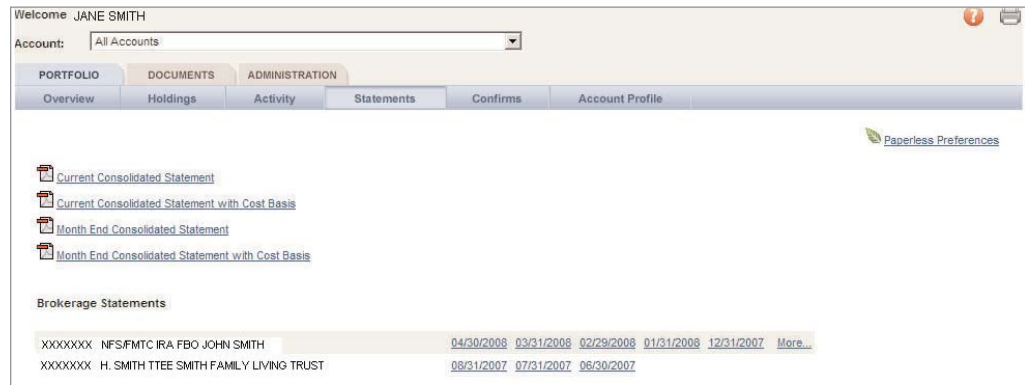 Welcome JANE SMITH
Account: All Accounts
PORTFOLIO DOCUMENTS ADMINISTRATION
Overview Holdings Activity Statements Confirms Account Profile
Paperless Preferences
Current Consolidated Statement
Current Consolidated Statement with Cost Basis
Month End Consolidated Statement
Month End Consolidated Statement with Cost Basis
Brokerage Statements
XXXXXXX NFS/FMTC IRA FBO JOHN SMITH 04/30/2008 03/31/2008 02/29/2008 01/31/2008 12/31/2007 More...
XXXXXXX H. SMITH TTEE SMITH FAMILY LIVING TRUST 08/31/2007 07/31/2007 06/30/2007